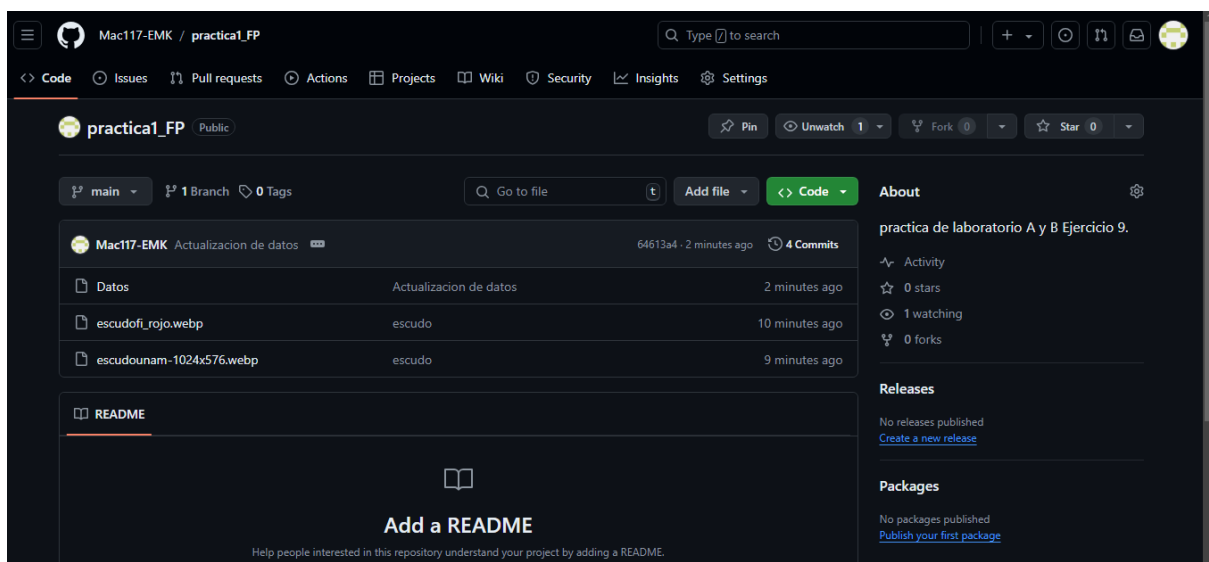 Mac117-EMK / practica1_FP
Type / to search
<> Code Issues Pull requests Actions Projects Wiki Security Insights Settings
practica1_FP Public
Pin Unwatch 1 Fork 0 Star 0
main 1 Branch 0 Tags
Go to file t Add file <> Code
Mac117-EMK Actualizacion de datos
64613a4 · 2 minutes ago 4 Commits
Datos Actualizacion de datos 2 minutes ago
escudofi_rojo.webp escudo 10 minutes ago
escudounam-1024x576.webp escudo 9 minutes ago
README
Add a README
Help people interested in this repository understand your project by adding a README.
About
practica de laboratorio A y B Ejercicio 9.
Activity
0 stars
1 watching
0 forks
Releases
No releases published
Create a new release
Packages
No packages published
Publish your first package